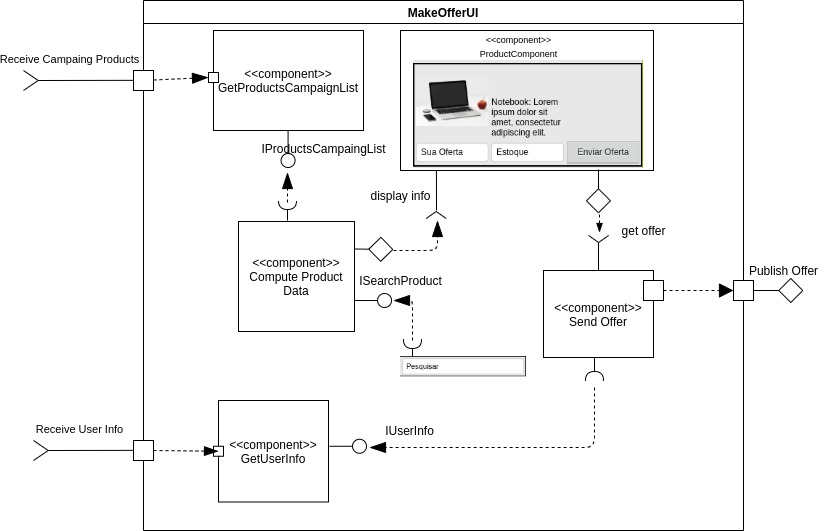 MakeOfferUI
Receive Campaing Products
<<component>>
GetProductsCampaignList
<<component>>
ProductComponent
Notebook: Lorem
ipsum dolor sit
amet, consectetur
adipiscing elit.
Sua Oferta
Estoque
Enviar Oferta
IProductsCampaingList
display info
get offer
<<component>>
Compute Product
Data
ISearchProduct
Publish Offer
<<component>>
Send Offer
Pesquisar
Receive User Info
<<component>>
GetUserInfo
IUserInfo